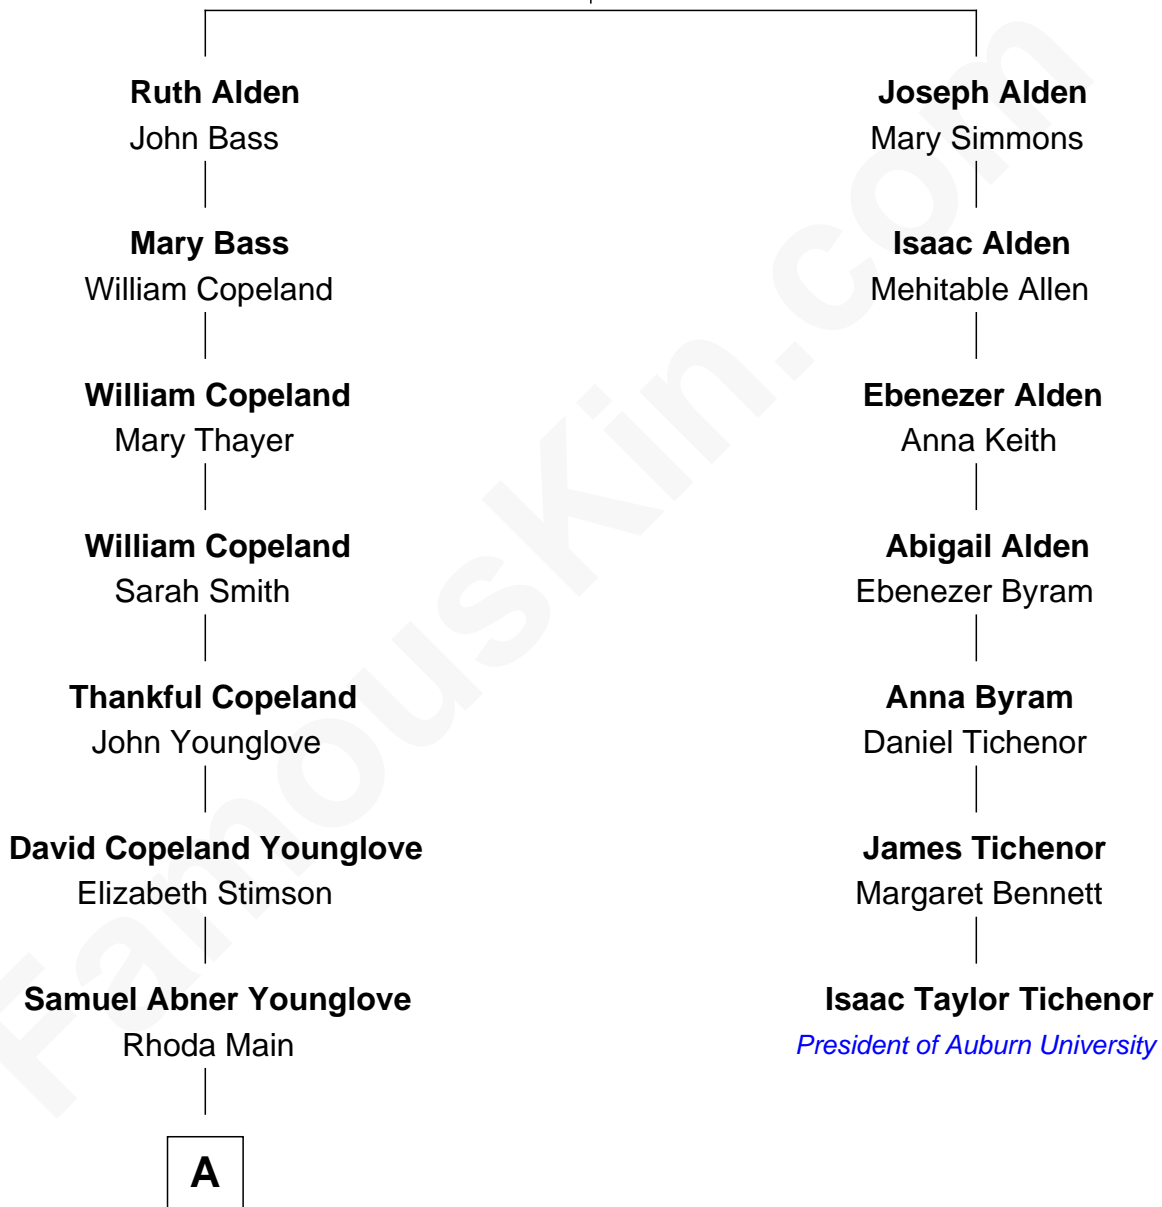 Ruth Alden
John Bass
Mary Bass
William Copeland
William Copeland
Mary Thayer
William Copeland
Sarah Smith
Thankful Copeland
John Younglove
David Copeland Younglove
Elizabeth Stimson
Samuel Abner Younglove
Rhoda Main
A
Joseph Alden
Mary Simmons
Isaac Alden
Mehitable Allen
Ebenezer Alden
Anna Keith
Abigail Alden
Ebenezer Byram
Anna Byram
Daniel Tichenor
James Tichenor
Margaret Bennett
Isaac Taylor Tichenor
President of Auburn University
FamousKin.com